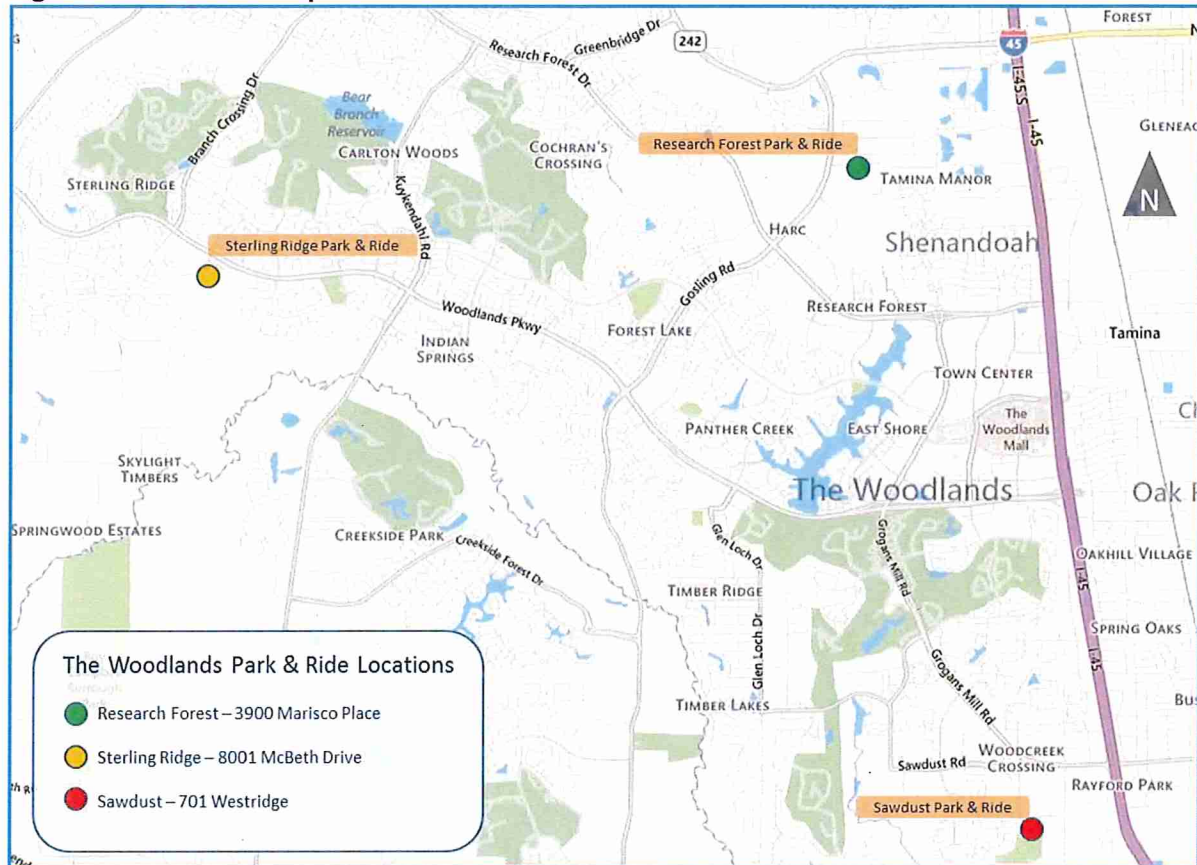 FOREST
45
I-45 S
I-45
242
Greenbridge Dr
Research Forest Dr
Branch Crossing Dr
Bear
Branch
Reservoir
CARLTON WOODS
COCHRAN'S
CROSSING
Research Forest Park & Ride
TAMINA MANOR
N
STERLING RIDGE
Kuykendahl Rd
Sterling Ridge Park & Ride
HARC
Shenandoah
Gosling Rd
Woodlands Pkwy
RESEARCH FOREST
FOREST LAKE
Tamina
INDIAN
SPRINGS
TOWN CENTER
PANTHER CREEK
EAST SHORE
The
Woodlands
Mall
SKYLIGHT
TIMBERS
The Woodlands
Oak
SPRINGWOOD ESTATES
CREEKSIDE PARK
Creekside Forest Dr
Glen Loch Dr
Grogans Mill Rd
OAKHILL VILLAGE
I-45
TIMBER RIDGE
Glen Loch Dr
SPRING OAKS
I-45
Grogans Mill Rd
TIMBER LAKES
Sawdust Rd
WOODCREEK
CROSSING
RAYFORD PARK
Sawdust Park & Ride
The Woodlands Park & Ride Locations
Research Forest – 3900 Marisco Place
Sterling Ridge – 8001 McBeth Drive
Sawdust – 701 Westridge